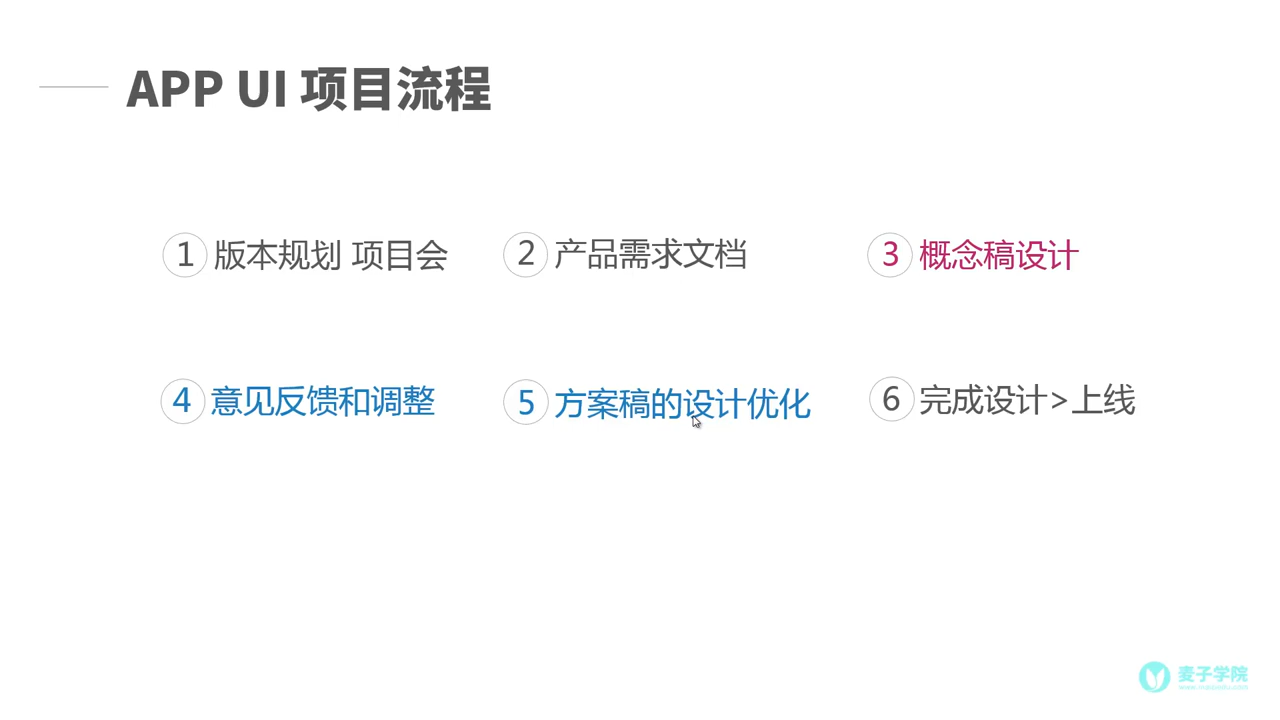 APP UI 项目流程
1 版本规划 项目会
2 产品需求文档
3 概念稿设计
4 意见反馈和调整
5 方案稿的设计优化
6 完成设计>上线
麦子学院